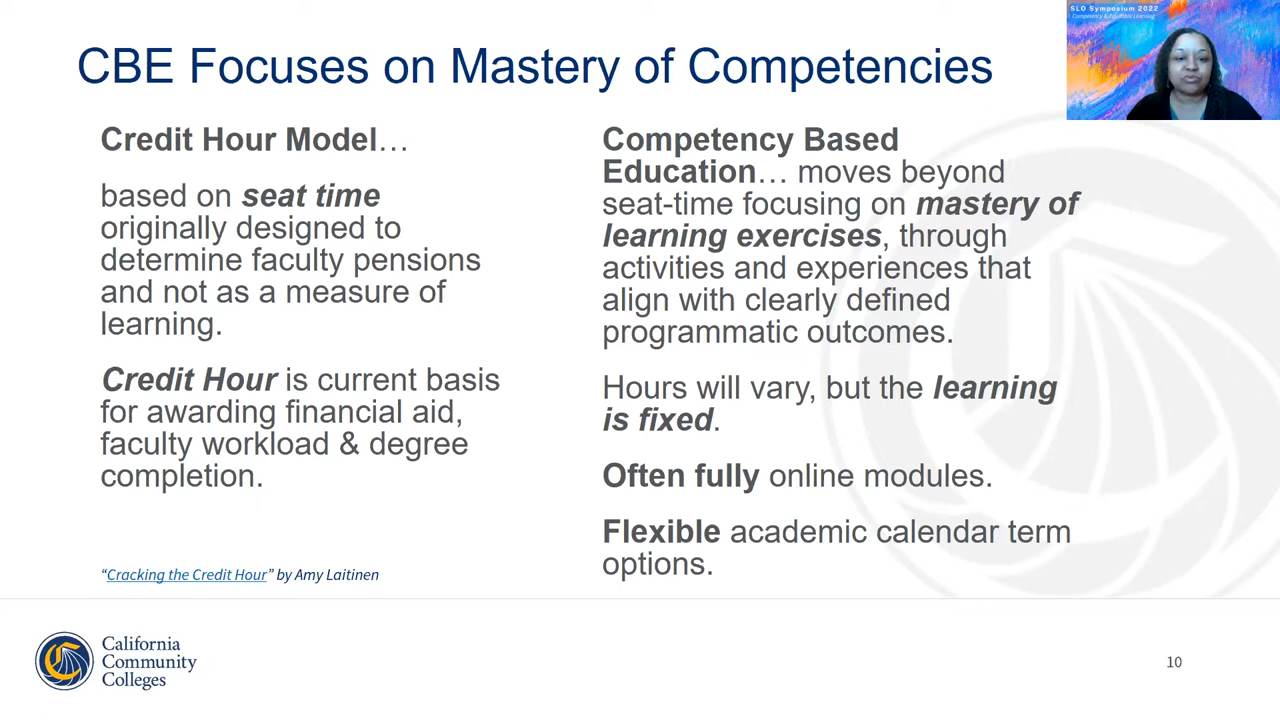 CBE Focuses on Mastery of Competencies
SLO Symposium 2022
Competency & Equitable Learning
Credit Hour Model…
based on seat time
originally designed to
determine faculty pensions
and not as a measure of
learning.
Credit Hour is current basis
for awarding financial aid,
faculty workload & degree
completion.
“Cracking the Credit Hour” by Amy Laitinen
Competency Based
Education… moves beyond
seat-time focusing on mastery of
learning exercises, through
activities and experiences that
align with clearly defined
programmatic outcomes.
Hours will vary, but the learning
is fixed.
Often fully online modules.
Flexible academic calendar term
options.
California
Community
Colleges
10